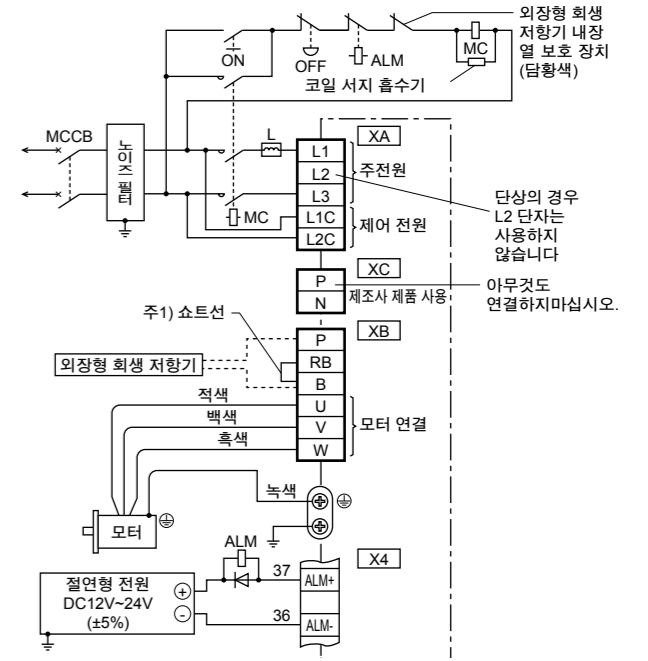 외장형 회생
저항기 내장
열 보호 장치
(담황색)
ON
OFF
ALM
MC
코일 서지 흡수기
MCCB
노이즈 필터
L
MC
XA
L1
L2
L3
L1C
L2C
주전원
제어 전원
단상의 경우
L2 단자는
사용하지
않습니다
XC
P
N
제조사 제품 사용
아무것도
연결하지마십시오.
주1) 쇼트선
XB
P
RB
B
U
V
W
외장형 회생 저항기
적색
백색
흑색
모터 연결
녹색
모터
ALM
X4
절연형 전원
DC12V~24V
(±5%)
+
-
37
ALM+
36
ALM-